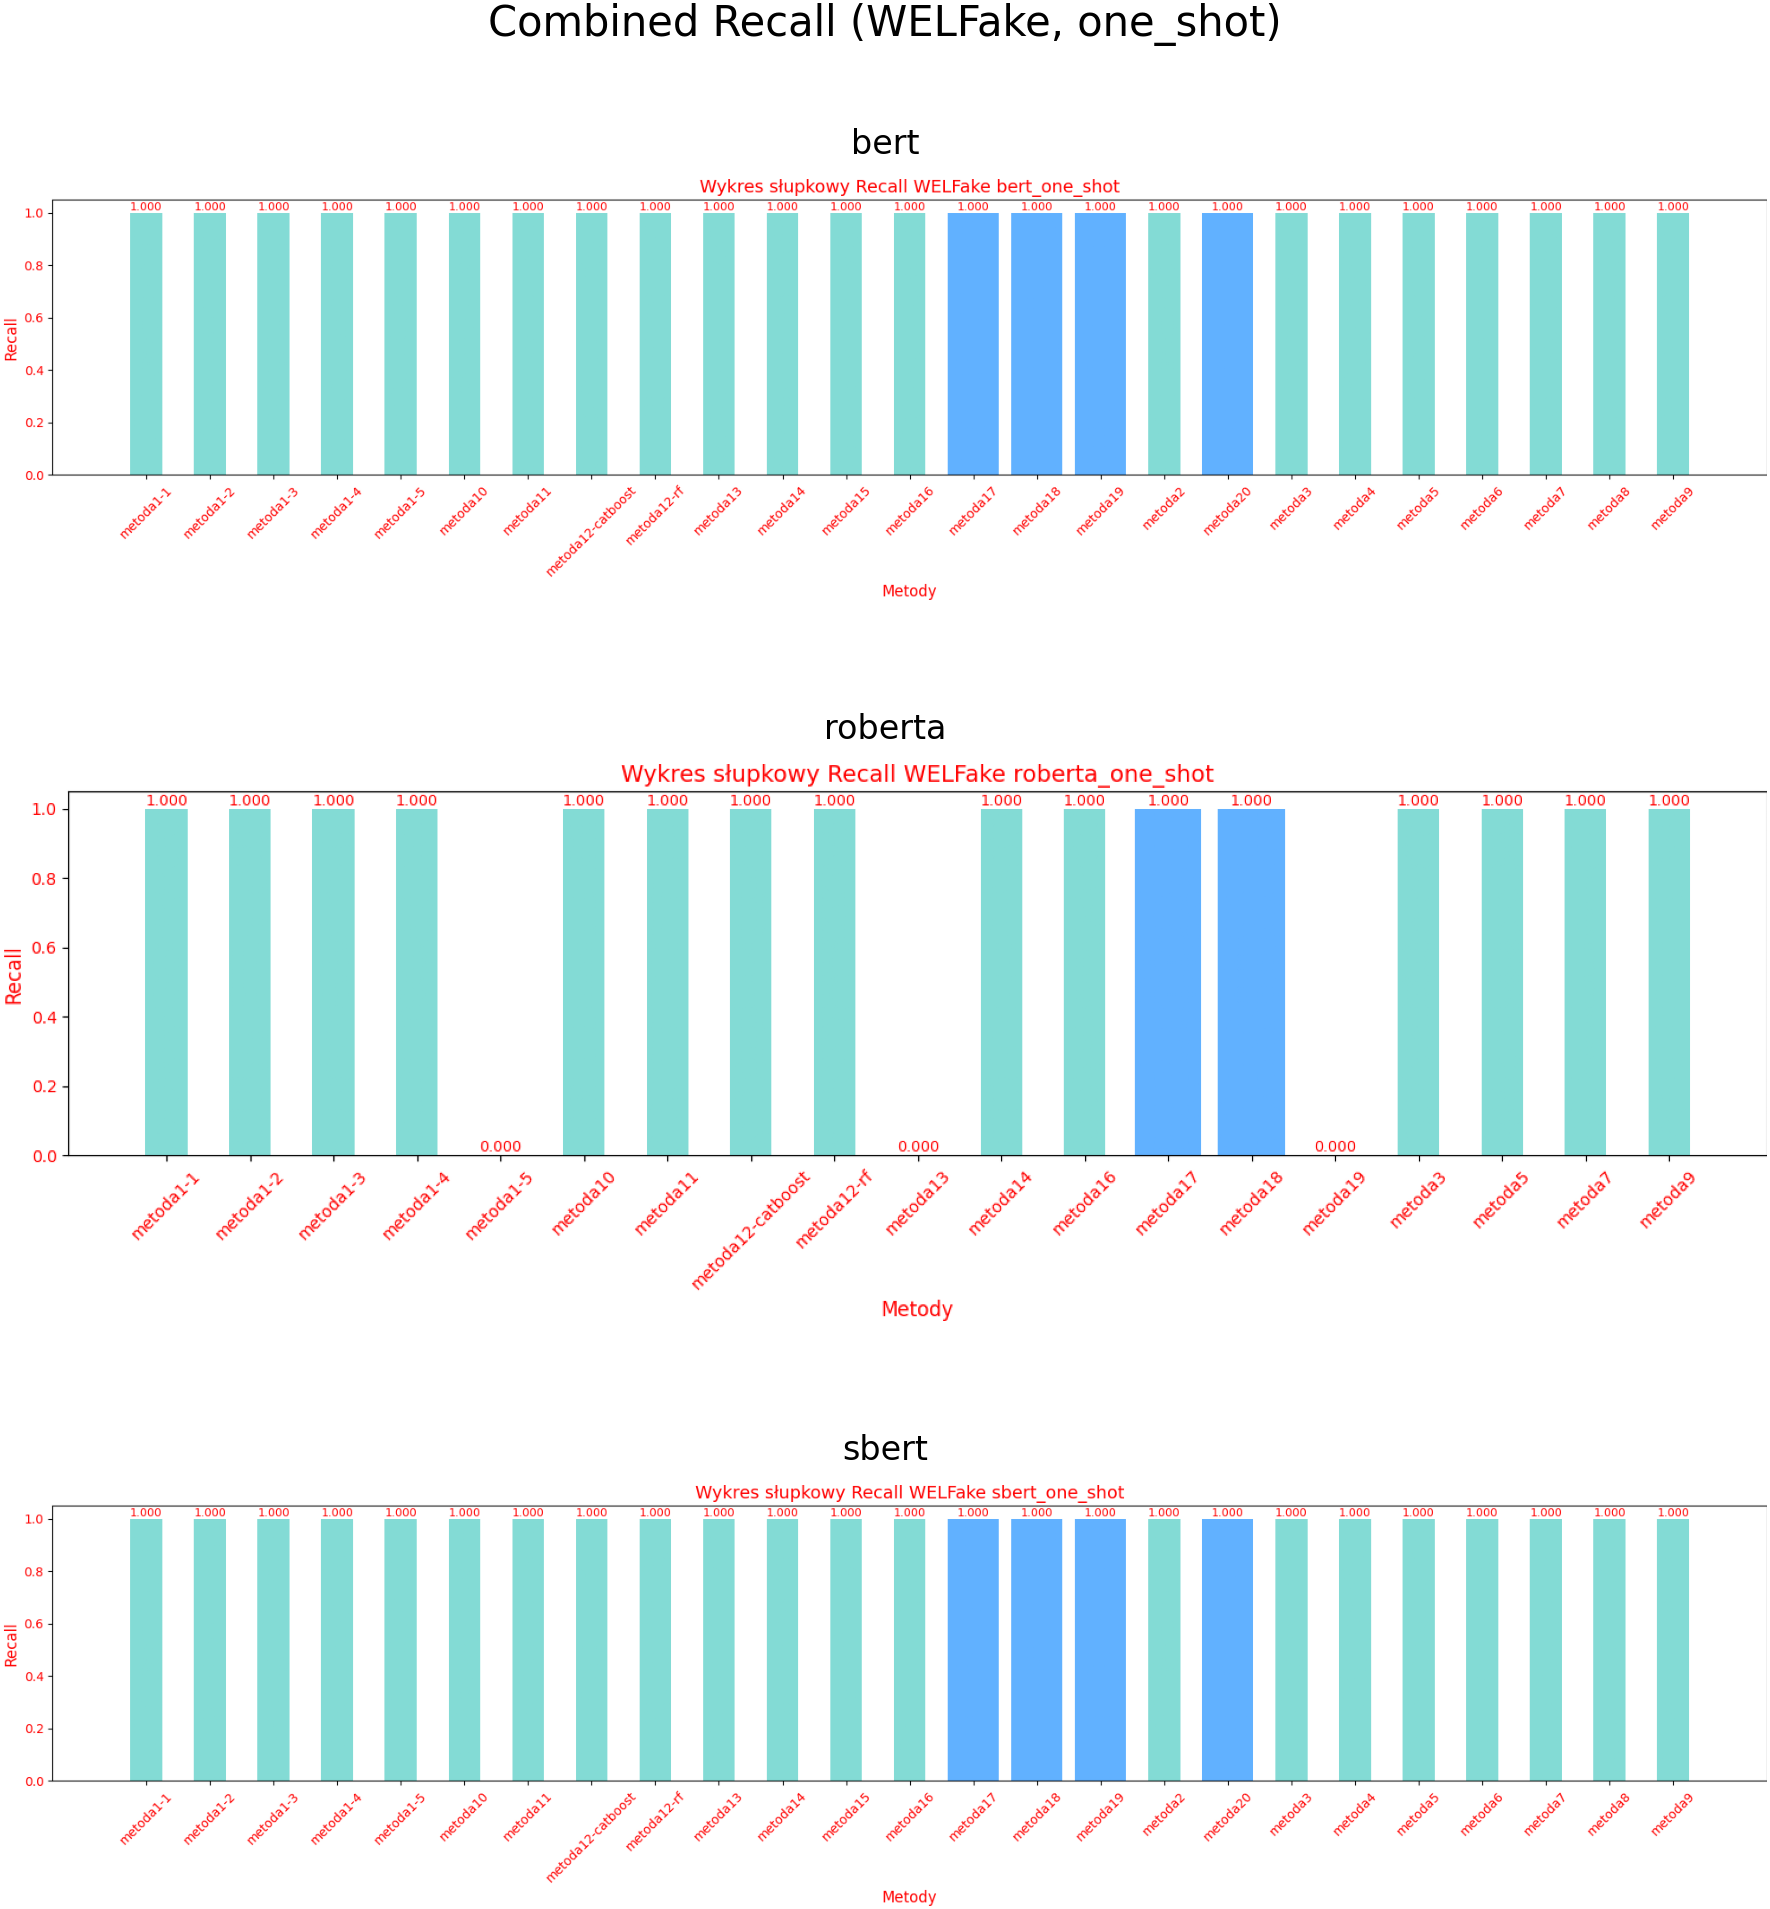 Combined Recall (WELFake, one_shot)
bert
Wykres słupkowy Recall WELFake bert_one_shot
1.000 1.000 1.000 1.000 1.000 1.000 1.000 1.000 1.000 1.000 1.000 1.000 1.000 1.000 1.000 1.000 1.000 1.000 1.000 1.000 1.000 1.000 1.000 1.000 1.000
1.0
0.8
0.6
0.4
0.2
0.0
Recall
metoda1-1 metoda1-2 metoda1-3 metoda1-4 metoda1-5 metoda10 metoda11 metoda12-catboost metoda12-rf metoda13 metoda14 metoda15 metoda16 metoda17 metoda18 metoda19 metoda2 metoda20 metoda3 metoda4 metoda5 metoda6 metoda7 metoda8 metoda9
Metody
roberta
Wykres słupkowy Recall WELFake roberta_one_shot
1.000 1.000 1.000 1.000 0.000 1.000 1.000 1.000 1.000 0.000 1.000 1.000 1.000 1.000 0.000 1.000 1.000 1.000 1.000
1.0
0.8
0.6
0.4
0.2
0.0
Recall
metoda1-1 metoda1-2 metoda1-3 metoda1-4 metoda1-5 metoda10 metoda11 metoda12-catboost metoda12-rf metoda13 metoda14 metoda16 metoda17 metoda18 metoda19 metoda3 metoda5 metoda7 metoda9
Metody
sbert
Wykres słupkowy Recall WELFake sbert_one_shot
1.000 1.000 1.000 1.000 1.000 1.000 1.000 1.000 1.000 1.000 1.000 1.000 1.000 1.000 1.000 1.000 1.000 1.000 1.000 1.000 1.000 1.000 1.000 1.000 1.000
1.0
0.8
0.6
0.4
0.2
0.0
Recall
metoda1-1 metoda1-2 metoda1-3 metoda1-4 metoda1-5 metoda10 metoda11 metoda12-catboost metoda12-rf metoda13 metoda14 metoda15 metoda16 metoda17 metoda18 metoda19 metoda2 metoda20 metoda3 metoda4 metoda5 metoda6 metoda7 metoda8 metoda9
Metody